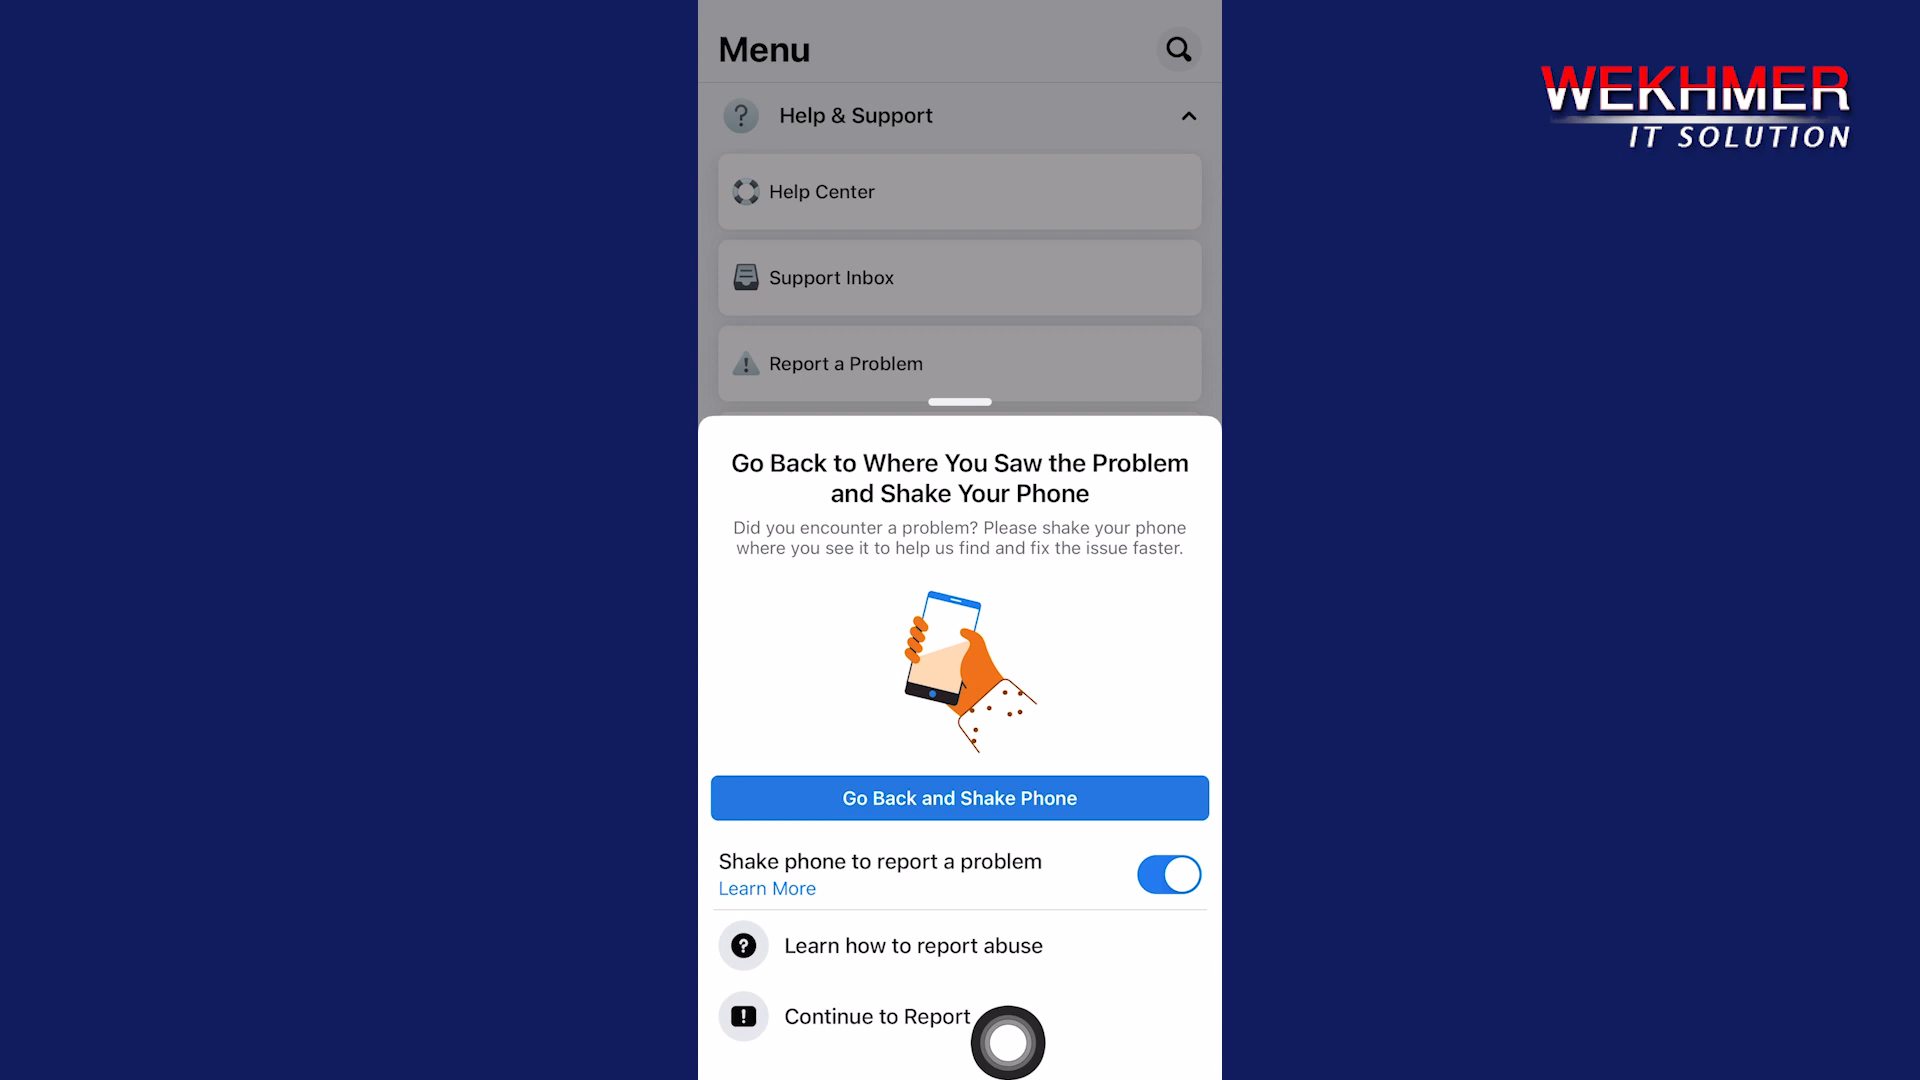 Menu
WEKHMER
IT SOLUTION
Help & Support
Help Center
Support Inbox
Report a Problem
Go Back to Where You Saw the Problem
and Shake Your Phone
Did you encounter a problem? Please shake your phone
where you see it to help us find and fix the issue faster.
Go Back and Shake Phone
Shake phone to report a problem
Learn More
Learn how to report abuse
Continue to Report